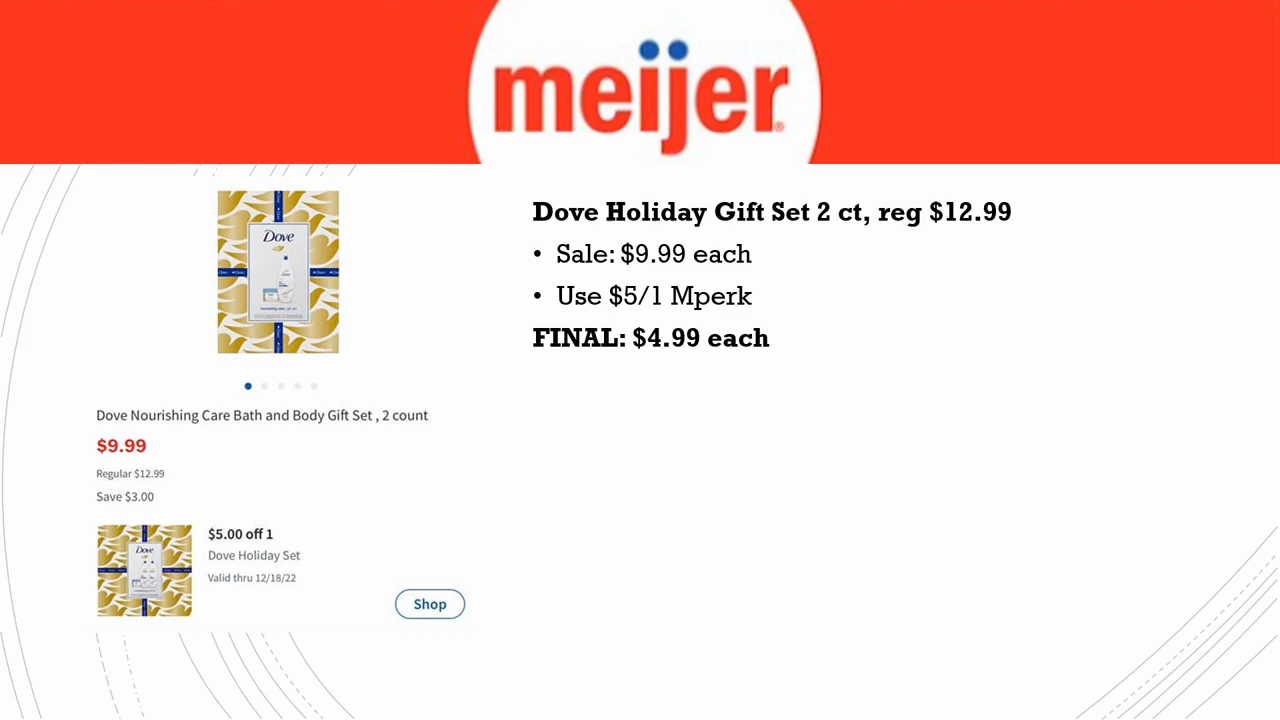 meijer®
Dove
Dove Holiday Gift Set 2 ct, reg $12.99
• Sale: $9.99 each
• Use $5/1 Mperk
FINAL: $4.99 each
Dove Nourishing Care Bath and Body Gift Set , 2 count
$9.99
Regular $12.99
Save $3.00
Dove
$5.00 off 1
Dove Holiday Set
Valid thru 12/18/22
Shop